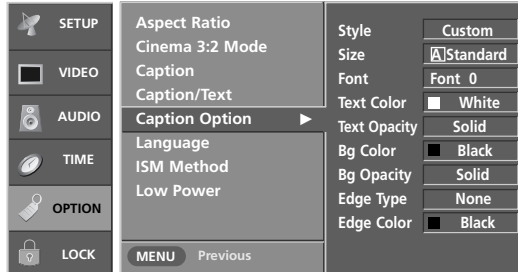 SETUP
VIDEO
AUDIO
TIME
OPTION
LOCK
Aspect Ratio
Cinema 3:2 Mode
Caption
Caption/Text
Caption Option ▶
Language
ISM Method
Low Power
MENU Previous
Style Custom
Size A Standard
Font Font 0
Text Color White
Text Opacity Solid
Bg Color Black
Bg Opacity Solid
Edge Type None
Edge Color Black